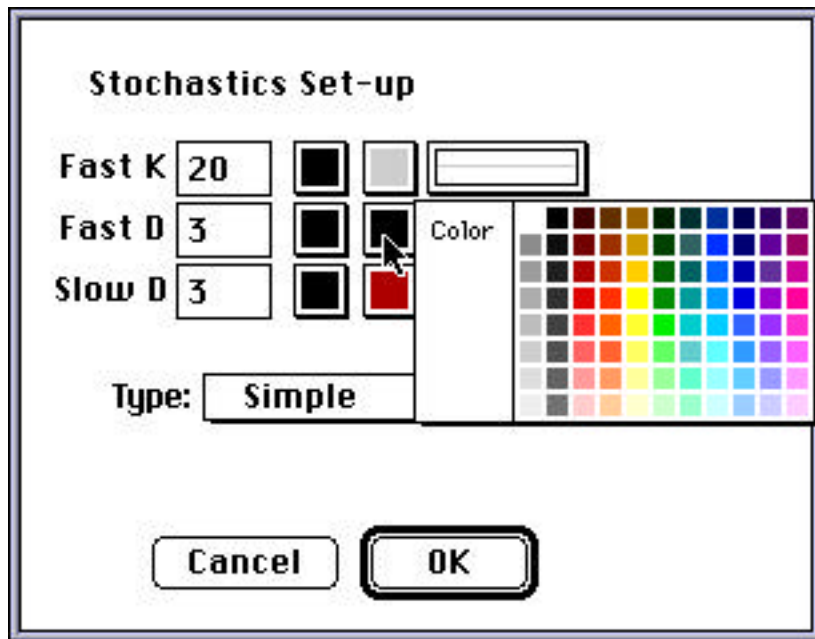 Stochastics Set-up
Fast K 20
Fast D 3
Color
Slow D 3
Type: Simple
Cancel OK